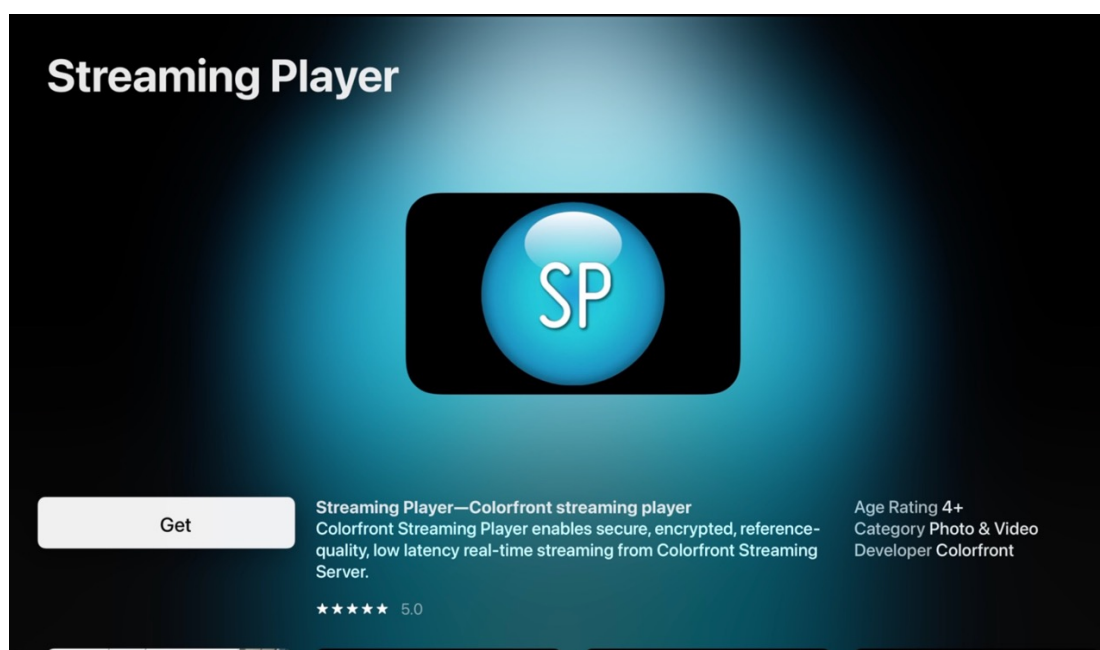 Streaming Player
SP
Get
Streaming Player—Colorfront streaming player
Colorfront Streaming Player enables secure, encrypted, reference-
quality, low latency real-time streaming from Colorfront Streaming
Server.
★★★★★ 5.0
Age Rating 4+
Category Photo & Video
Developer Colorfront